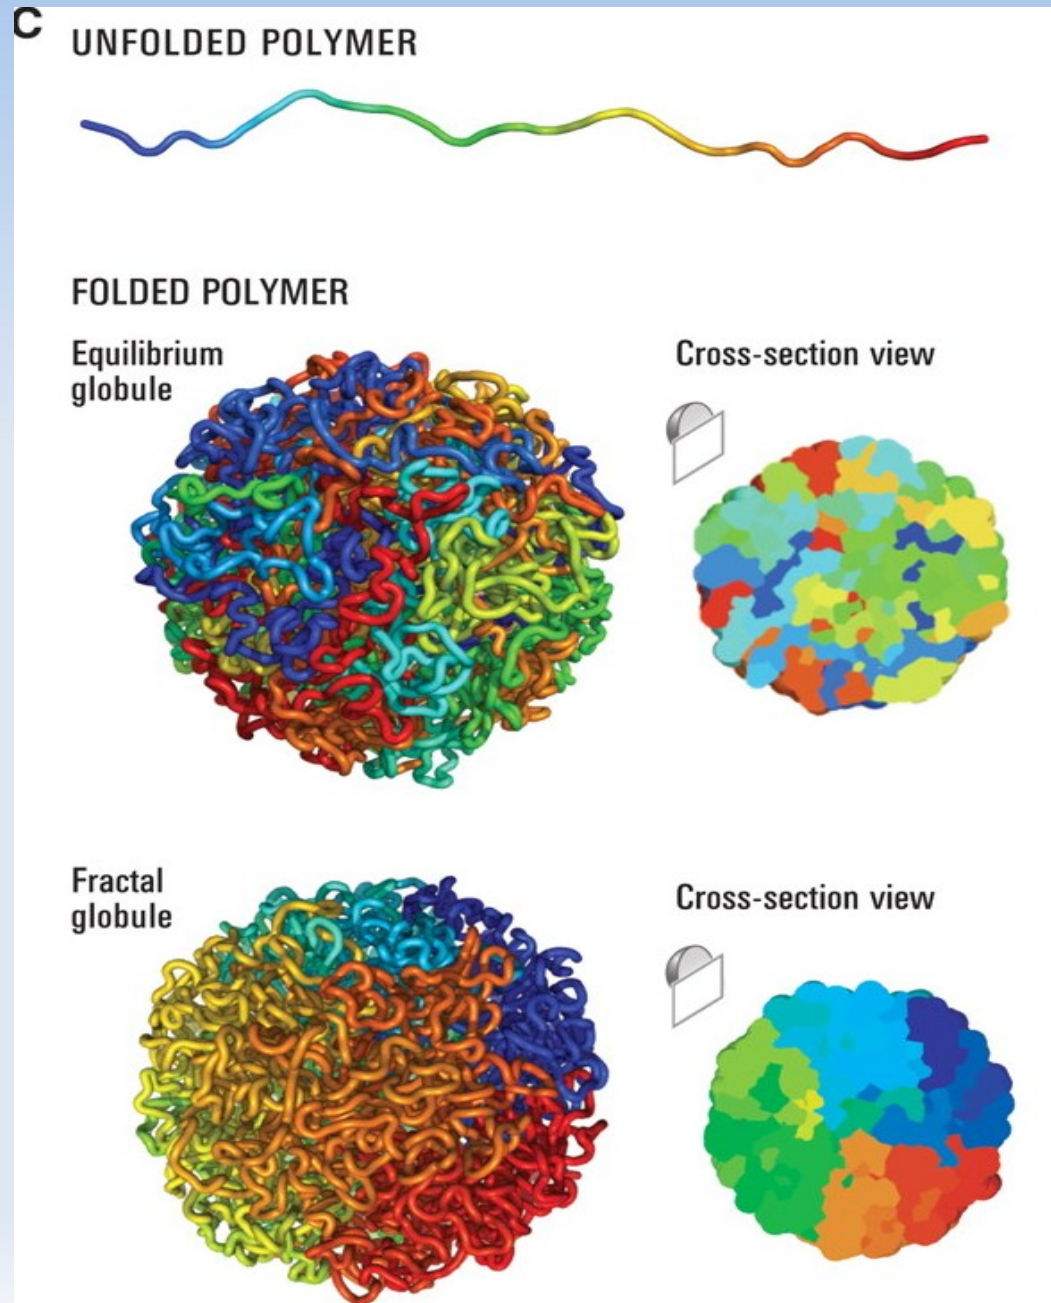 C
UNFOLDED POLYMER
FOLDED POLYMER
Equilibrium
globule
Cross-section view
Fractal
globule
Cross-section view